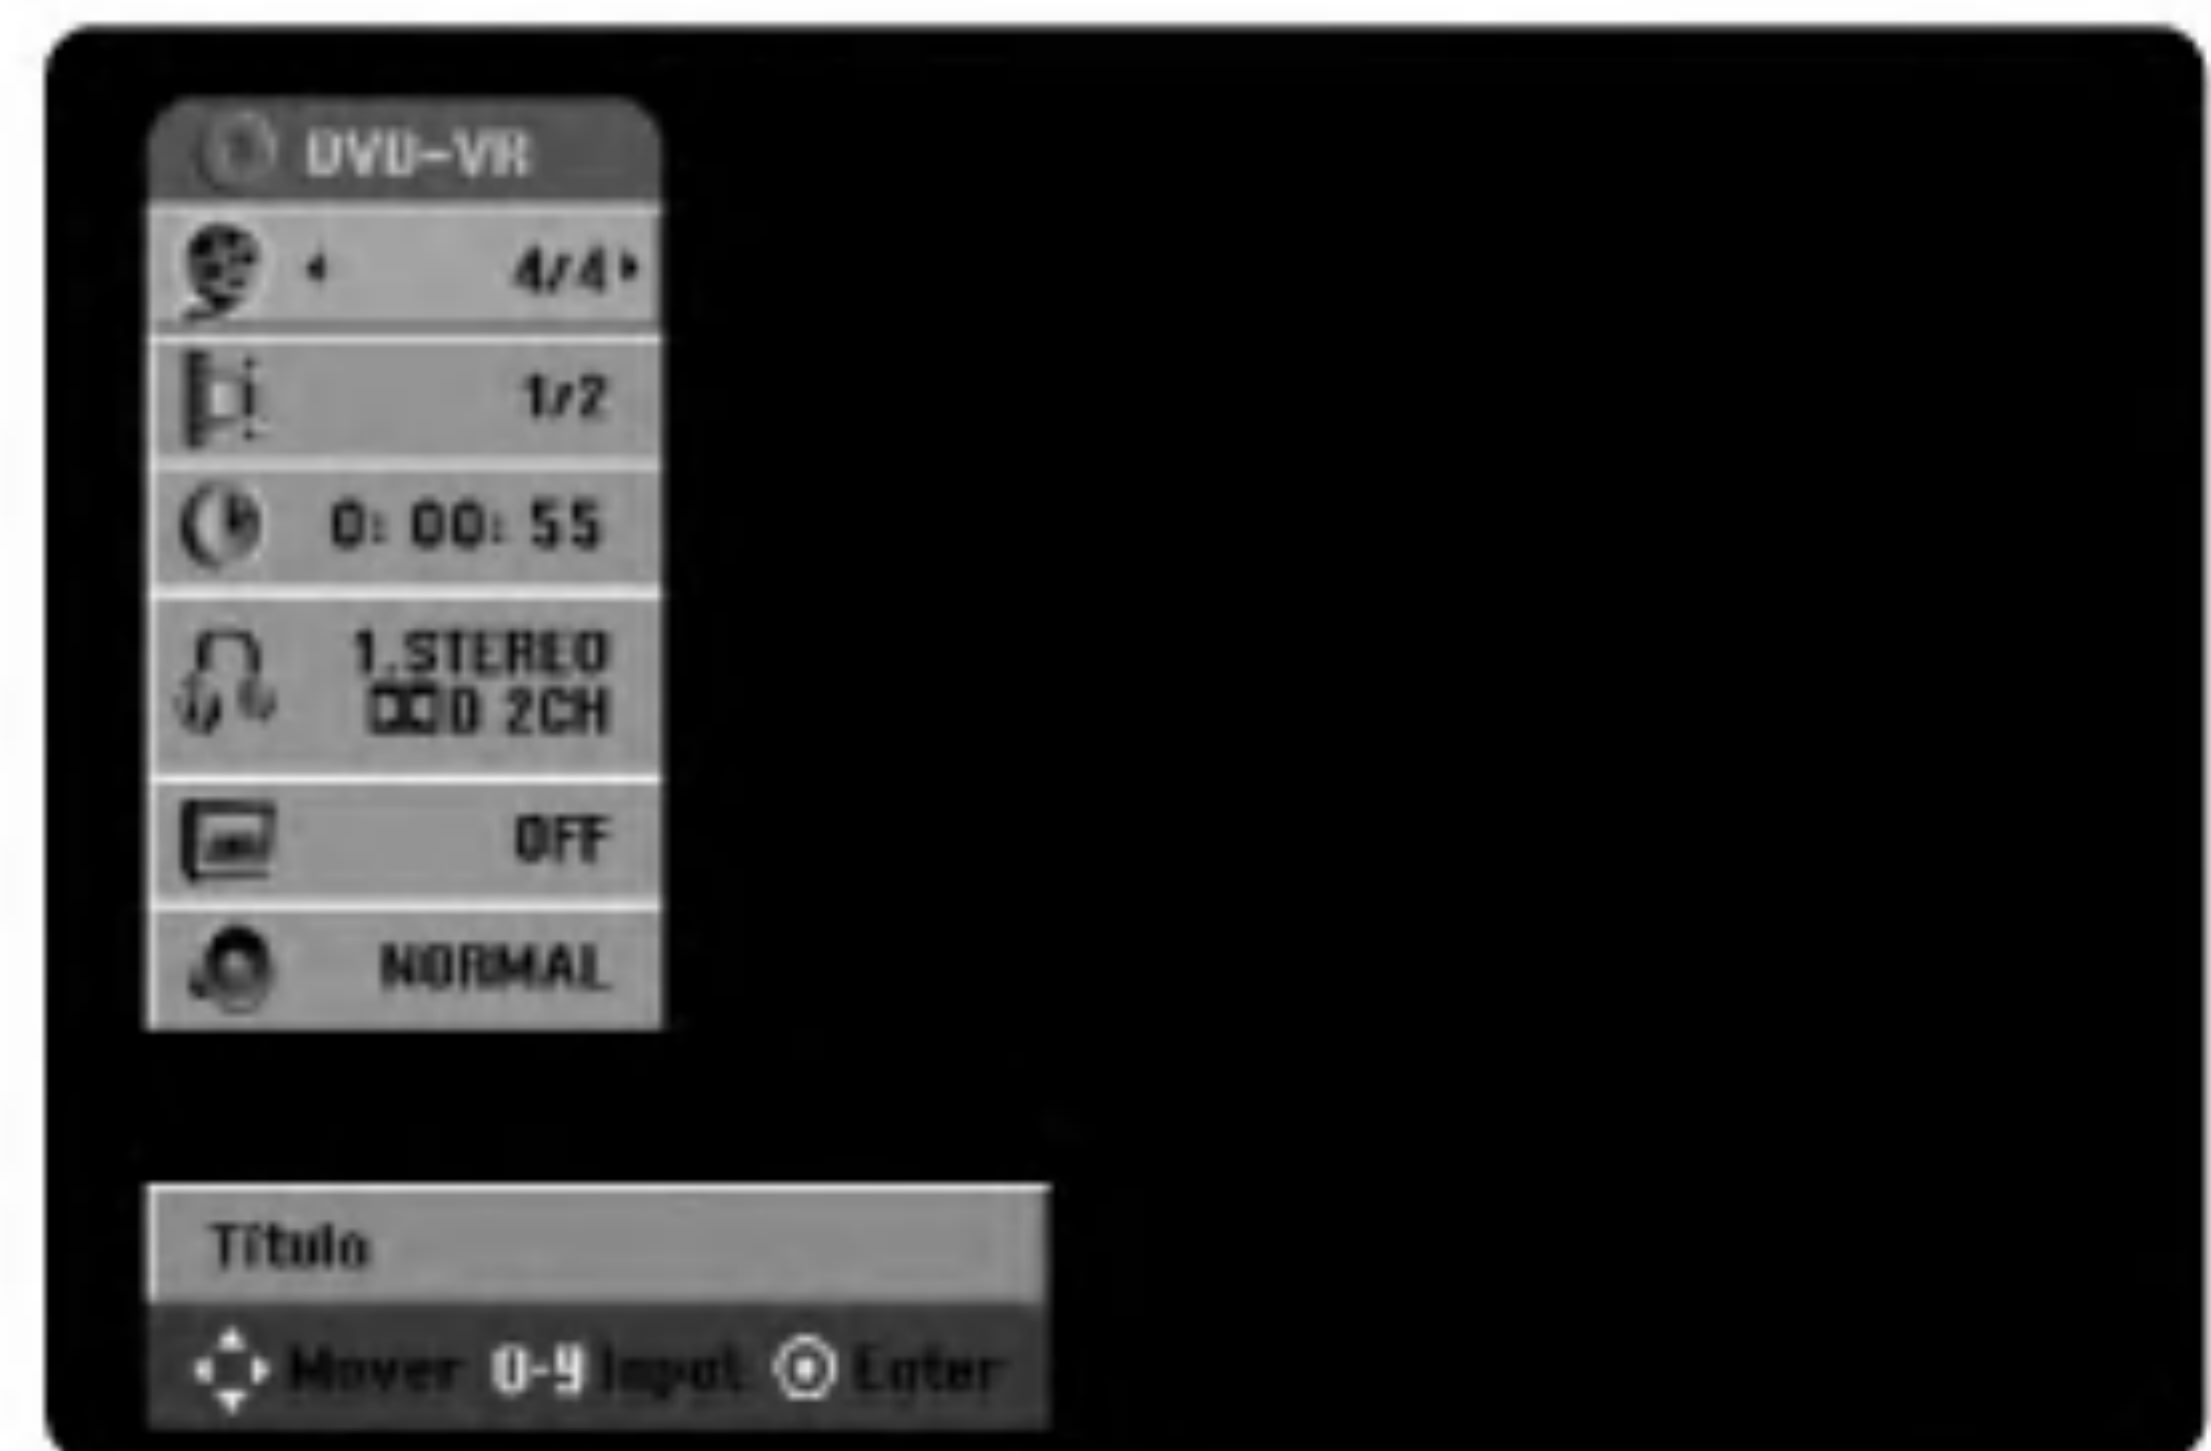 DVD-VR
4/4
1/2
0: 00: 55
1.STEREO
D 2CH
OFF
NORMAL
Título
Mover 0-9 Input Enter